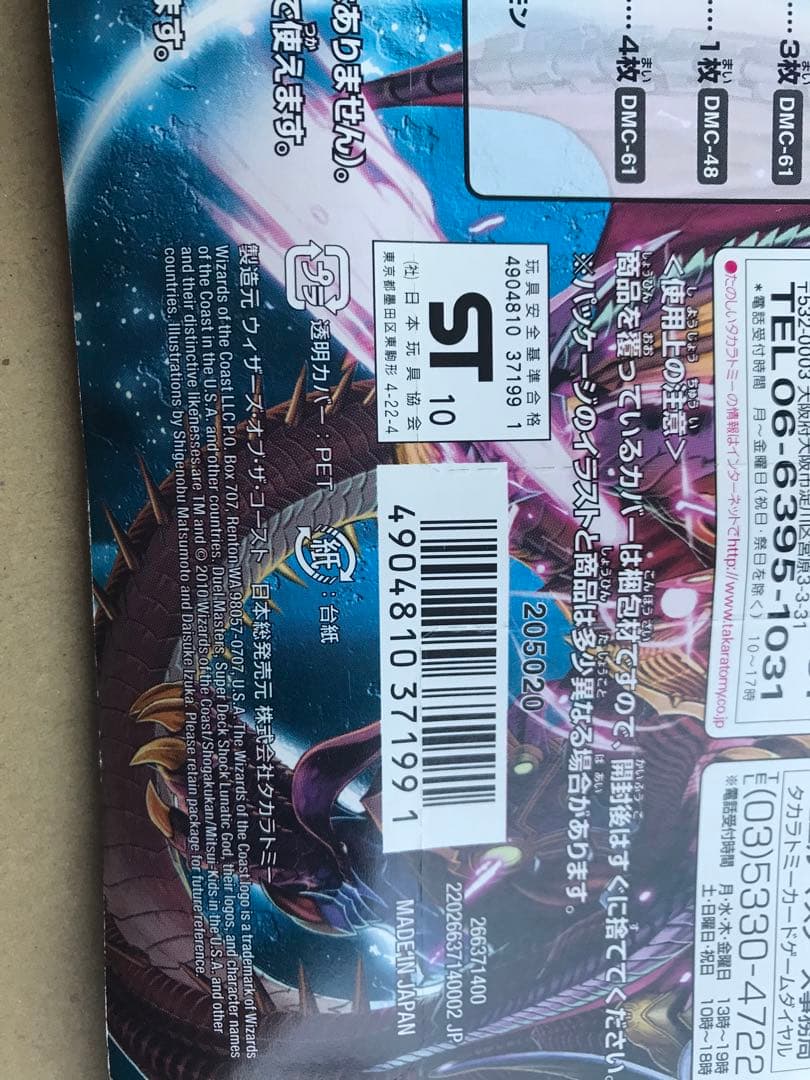 ‥‥3枚 DMC-61
‥‥1枚 DMC-48
‥‥4枚 DMC-61
モン
ありません)。
で使えます。
ます。
大阪府大阪市淀川区宮原3-3-31
TEL 06-6395-1031
*電話受付時間 月〜金曜日(祝日・祭日を除く) 10〜17時
●たのしいタカラトミーの情報はインターネットでhttp://www.takaratomy.co.jp
タカラトミーカードゲームダイヤル
TEL(03)5330-4722
※電話受付時間 月・水・木・金曜日 13時〜19時
土・日曜日・祝日 10時〜18時
<使用上の注意>
商品を覆っているカバーは梱包材ですので、開封後はすぐに捨ててください。
※パッケージのイラストと商品は多少異なる場合があります。
玩具安全基準合格
4904810 37199 1
ST 10
(社)日本玩具協会
東京都墨田区東駒形 4-22-4
205020
4904810371991
266371400
22026637140002 JP
MADE IN JAPAN
プラ 透明カバー:PET 紙:台紙
製造元 ウィザーズ・オブ・ザ・コースト 日本総発売元 株式会社タカラトミー
Wizards of the Coast LLC, P.O. Box 707, Renton WA 98057-0707, U.S.A. The Wizards of the Coast logo is a trademark of Wizards
of the Coast in the U.S.A. and other countries. Duel Masters, Super Deck Shock Lunatic God, their logos, and character names
and their distinctive likenesses are TM and © 2010 Wizards of the Coast/Shogakukan/Mitsui-Kids in the U.S.A. and other
countries. Illustrations by Shigenobu Matsumoto and Daisuke Izuka. Please retain package for future reference.